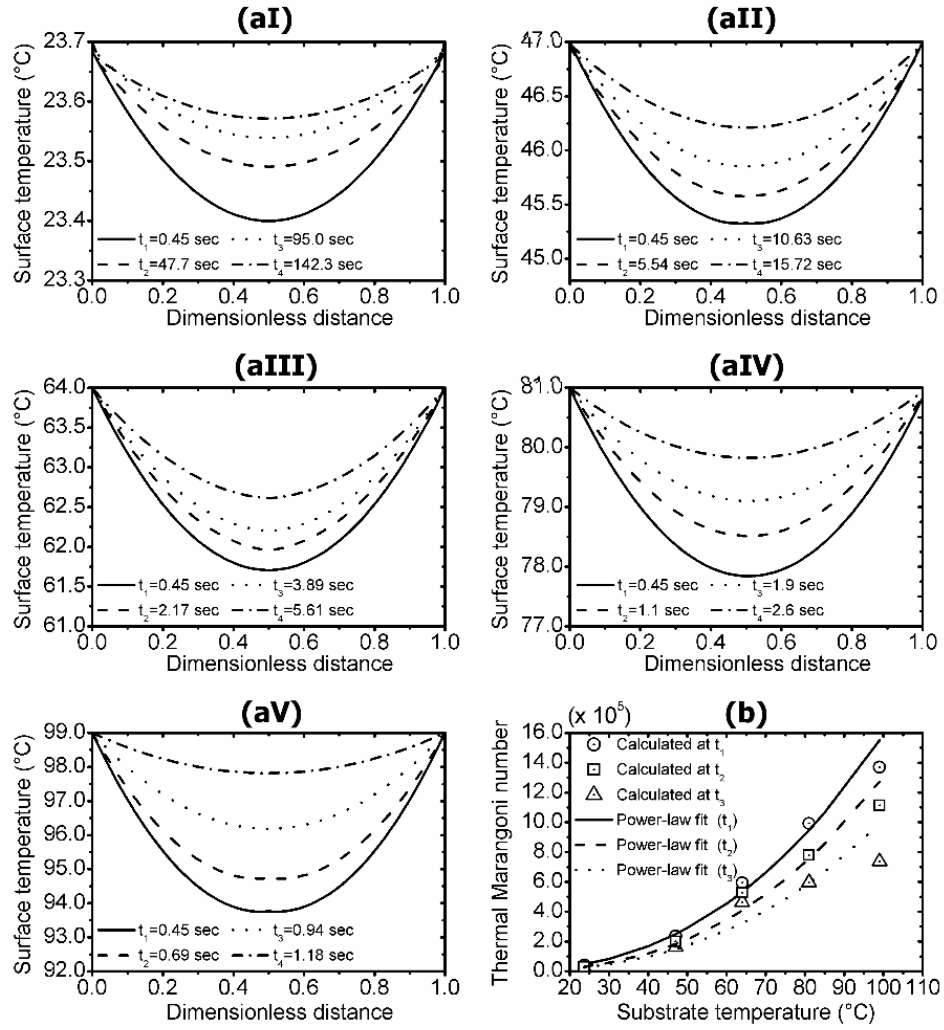 (aI)
Surface temperature (°C)
23.7
23.6
23.5
23.4
23.3
t1=0.45 sec
t3=95.0 sec
t2=47.7 sec
t4=142.3 sec
0.0 0.2 0.4 0.6 0.8 1.0
Dimensionless distance
(aII)
Surface temperature (°C)
47.0
46.5
46.0
45.5
45.0
t1=0.45 sec
t3=10.63 sec
t2=5.54 sec
t4=15.72 sec
0.0 0.2 0.4 0.6 0.8 1.0
Dimensionless distance
(aIII)
Surface temperature (°C)
64.0
63.5
63.0
62.5
62.0
61.5
61.0
t1=0.45 sec
t3=3.89 sec
t2=2.17 sec
t4=5.61 sec
0.0 0.2 0.4 0.6 0.8 1.0
Dimensionless distance
(aIV)
Surface temperature (°C)
81.0
80.0
79.0
78.0
77.0
t1=0.45 sec
t3=1.9 sec
t2=1.1 sec
t4=2.6 sec
0.0 0.2 0.4 0.6 0.8 1.0
Dimensionless distance
(aV)
Surface temperature (°C)
99.0
98.0
97.0
96.0
95.0
94.0
93.0
92.0
t1=0.45 sec
t3=0.94 sec
t2=0.69 sec
t4=1.18 sec
0.0 0.2 0.4 0.6 0.8 1.0
Dimensionless distance
(x 10^5)
(b)
Thermal Marangoni number
16.0
14.0
12.0
10.0
8.0
6.0
4.0
2.0
0.0
Calculated at t1
Calculated at t2
Calculated at t3
Power-law fit (t1)
Power-law fit (t2)
Power-law fit (t3)
20 30 40 50 60 70 80 90 100 110
Substrate temperature (°C)